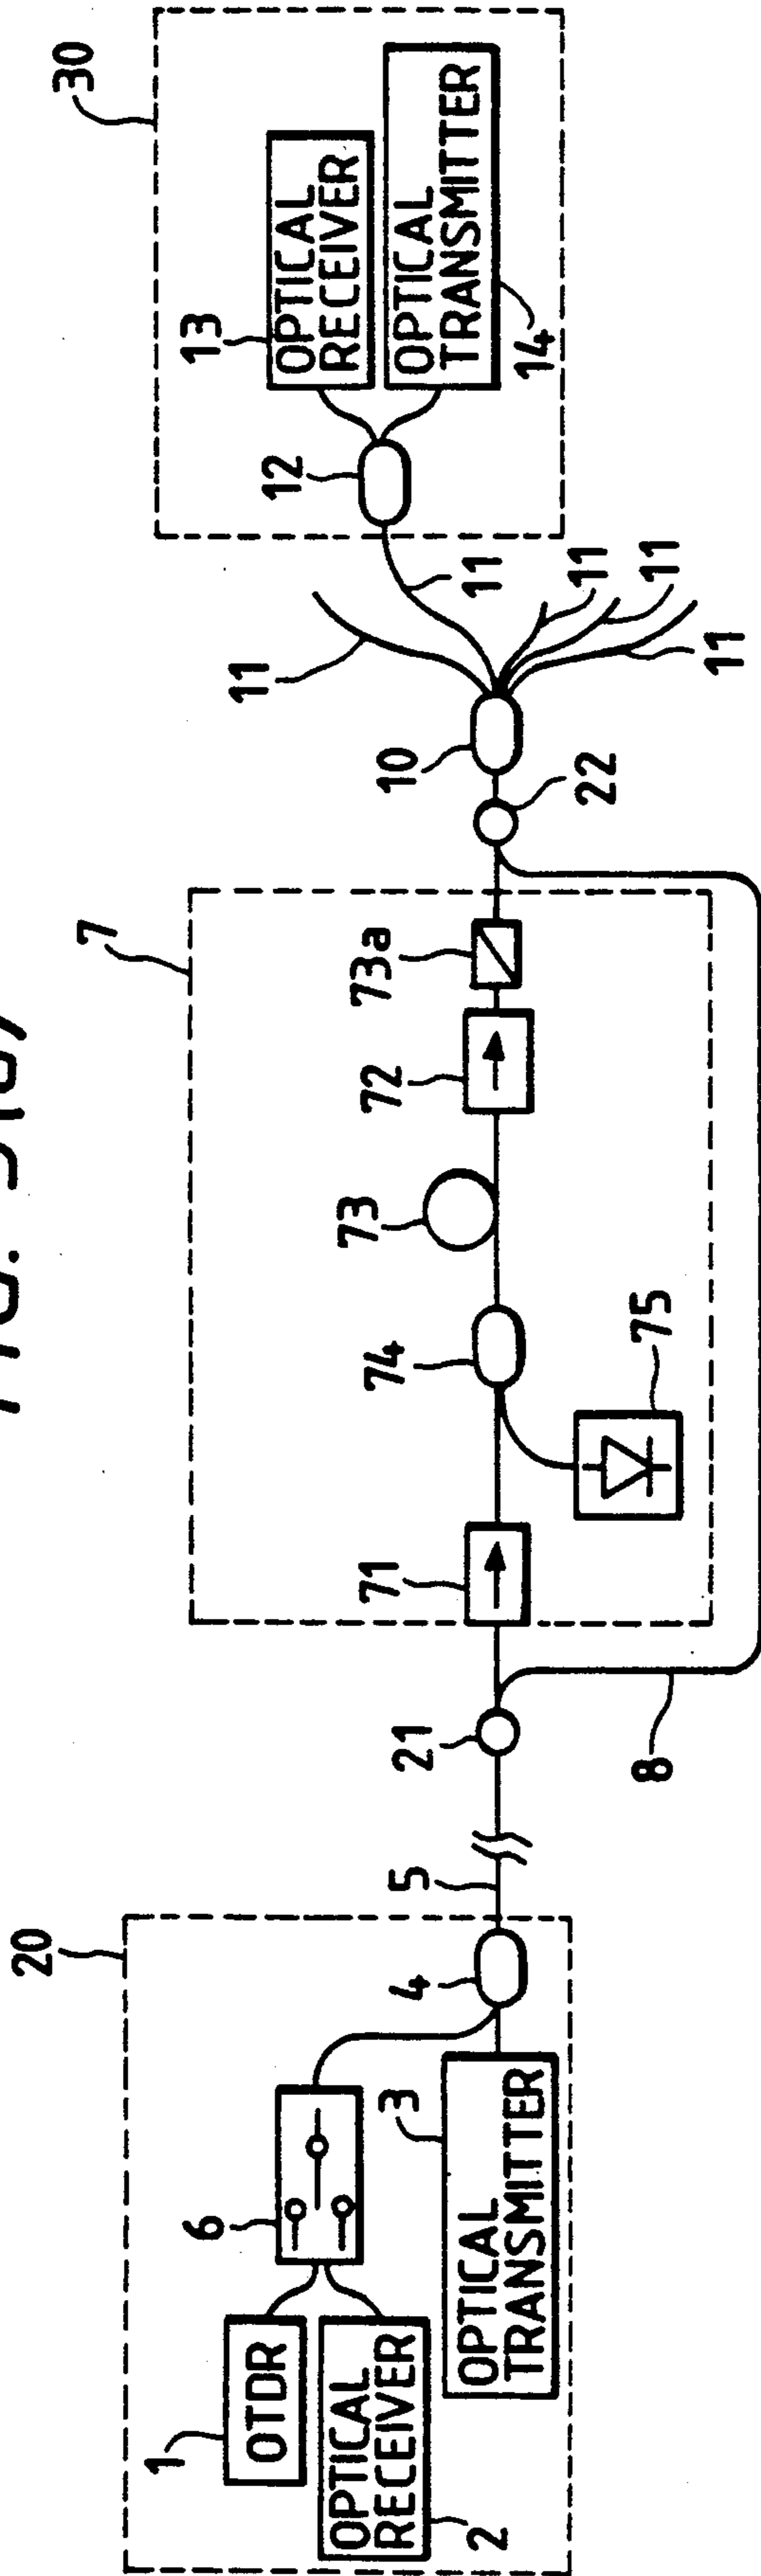 FIG.
20
1
OTDR
OPTICAL
RECEIVER
2
6
3
OPTICAL
TRANSMITTER
4
5
21
8
7
71
74
75
73
72
73a
22
10
11
11
11
11
11
30
12
13
OPTICAL
RECEIVER
OPTICAL
TRANSMITTER
14